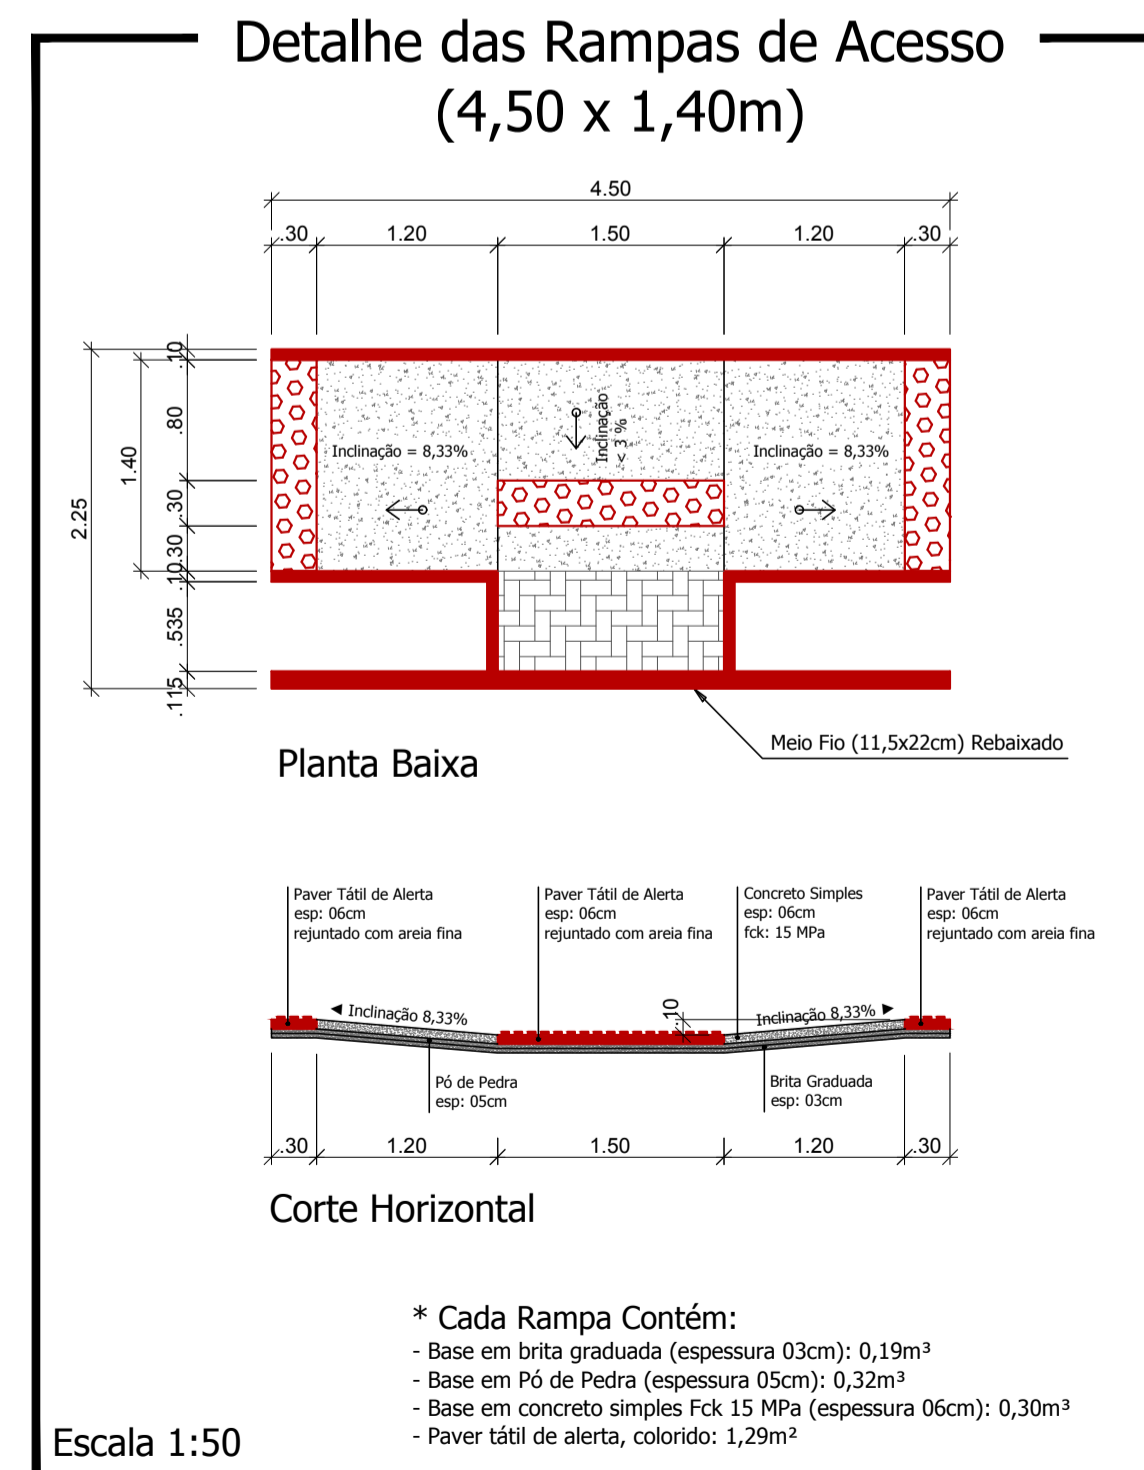 Detalhe das Rampas de Acesso
(4,50 x 1,40m)
4.50
.30 1.20 1.50 1.20 .30
2.25
1.40
.10
.80
.30
.30
.10
.535
.115
Inclinação = 8,33%
Inclinação
< 3 %
Inclinação = 8,33%
Meio Fio (11,5x22cm) Rebaixado
Planta Baixa
Paver Tátil de Alerta
esp: 06cm
rejuntado com areia fina
Paver Tátil de Alerta
esp: 06cm
rejuntado com areia fina
Concreto Simples
esp: 06cm
fck: 15 MPa
Paver Tátil de Alerta
esp: 06cm
rejuntado com areia fina
Inclinação 8,33%
.10
Inclinação 8,33%
Pó de Pedra
esp: 05cm
Brita Graduada
esp: 03cm
.30 1.20 1.50 1.20 .30
Corte Horizontal
* Cada Rampa Contém:
- Base em brita graduada (espessura 03cm): 0,19m³
- Base em Pó de Pedra (espessura 05cm): 0,32m³
- Base em concreto simples Fck 15 MPa (espessura 06cm): 0,30m³
- Paver tátil de alerta, colorido: 1,29m²
Escala 1:50